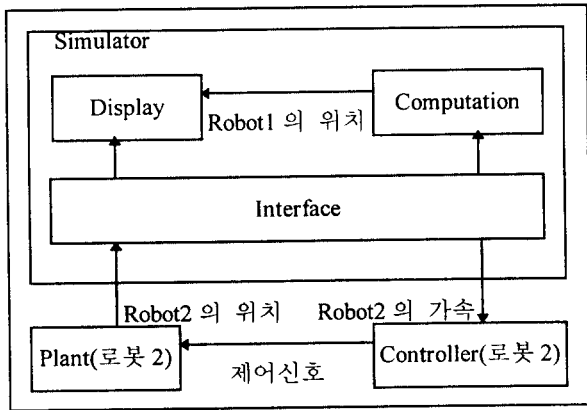 Simulator
Display
Computation
Robot1 의 위치
Interface
Robot2 의 위치
Robot2 의 가속
Plant(로봇 2)
Controller(로봇 2)
제어신호